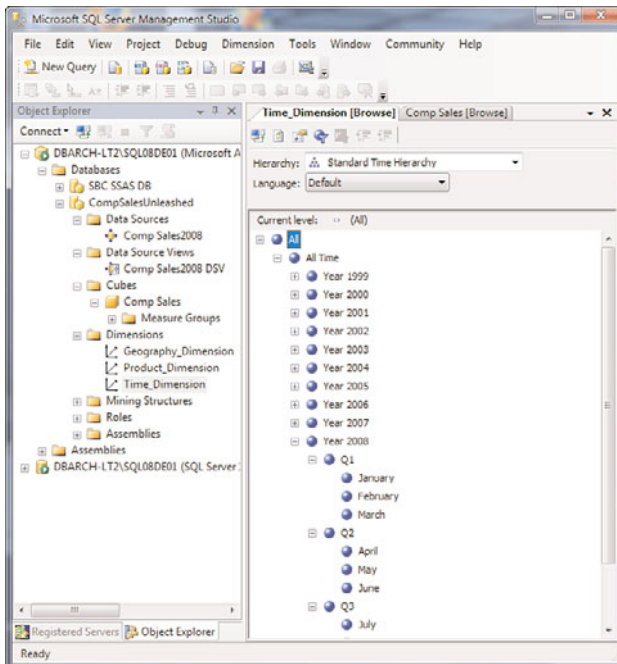 Microsoft SQL Server Management Studio
File Edit View Project Debug Dimension Tools Window Community Help
New Query
Object Explorer
Connect
DBARCH-LT2\SQL08DE01 (Microsoft A
Databases
SBC SSAS DB
CompSalesUnleashed
Data Sources
Comp Sales2008
Data Source Views
Comp Sales2008 DSV
Cubes
Comp Sales
Measure Groups
Dimensions
Geography_Dimension
Product_Dimension
Time_Dimension
Mining Structures
Roles
Assemblies
Assemblies
DBARCH-LT2\SQL08DE01 (SQL Server
Registered Servers Object Explorer
Time_Dimension [Browse] Comp Sales [Browse]
Hierarchy: Standard Time Hierarchy
Language: Default
Current level: (All)
All
All Time
Year 1999
Year 2000
Year 2001
Year 2002
Year 2003
Year 2004
Year 2005
Year 2006
Year 2007
Year 2008
Q1
January
February
March
Q2
April
May
June
Q3
July
Ready